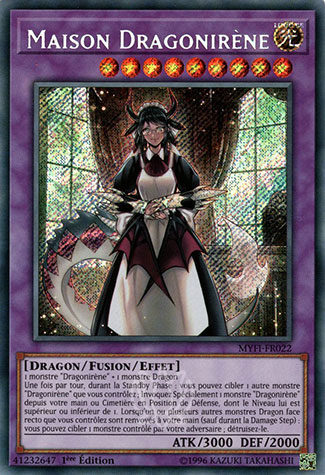 MAISON DRAGONIRÈNE
MYFI-FR022
[DRAGON/FUSION/EFFET]
1 monstre "Dragonirène" + 1 monstre Dragon
Une fois par tour, durant la Standby Phase : vous pouvez cibler 1 autre monstre
"Dragonirène" que vous contrôlez ; Invoquez Spécialement 1 monstre "Dragonirène"
depuis votre main ou Cimetière en Position de Défense, dont le Niveau lui est
supérieur ou inférieur de 1. Lorsqu'un ou plusieurs autres monstres Dragon face
recto que vous contrôlez sont renvoyés à votre main (sauf durant la Damage Step) :
vous pouvez cibler 1 monstre contrôlé par votre adversaire ; détruisez-le.
ATK/3000 DEF/2000
41232647 1ère Édition ©1996 KAZUKI TAKAHASHI